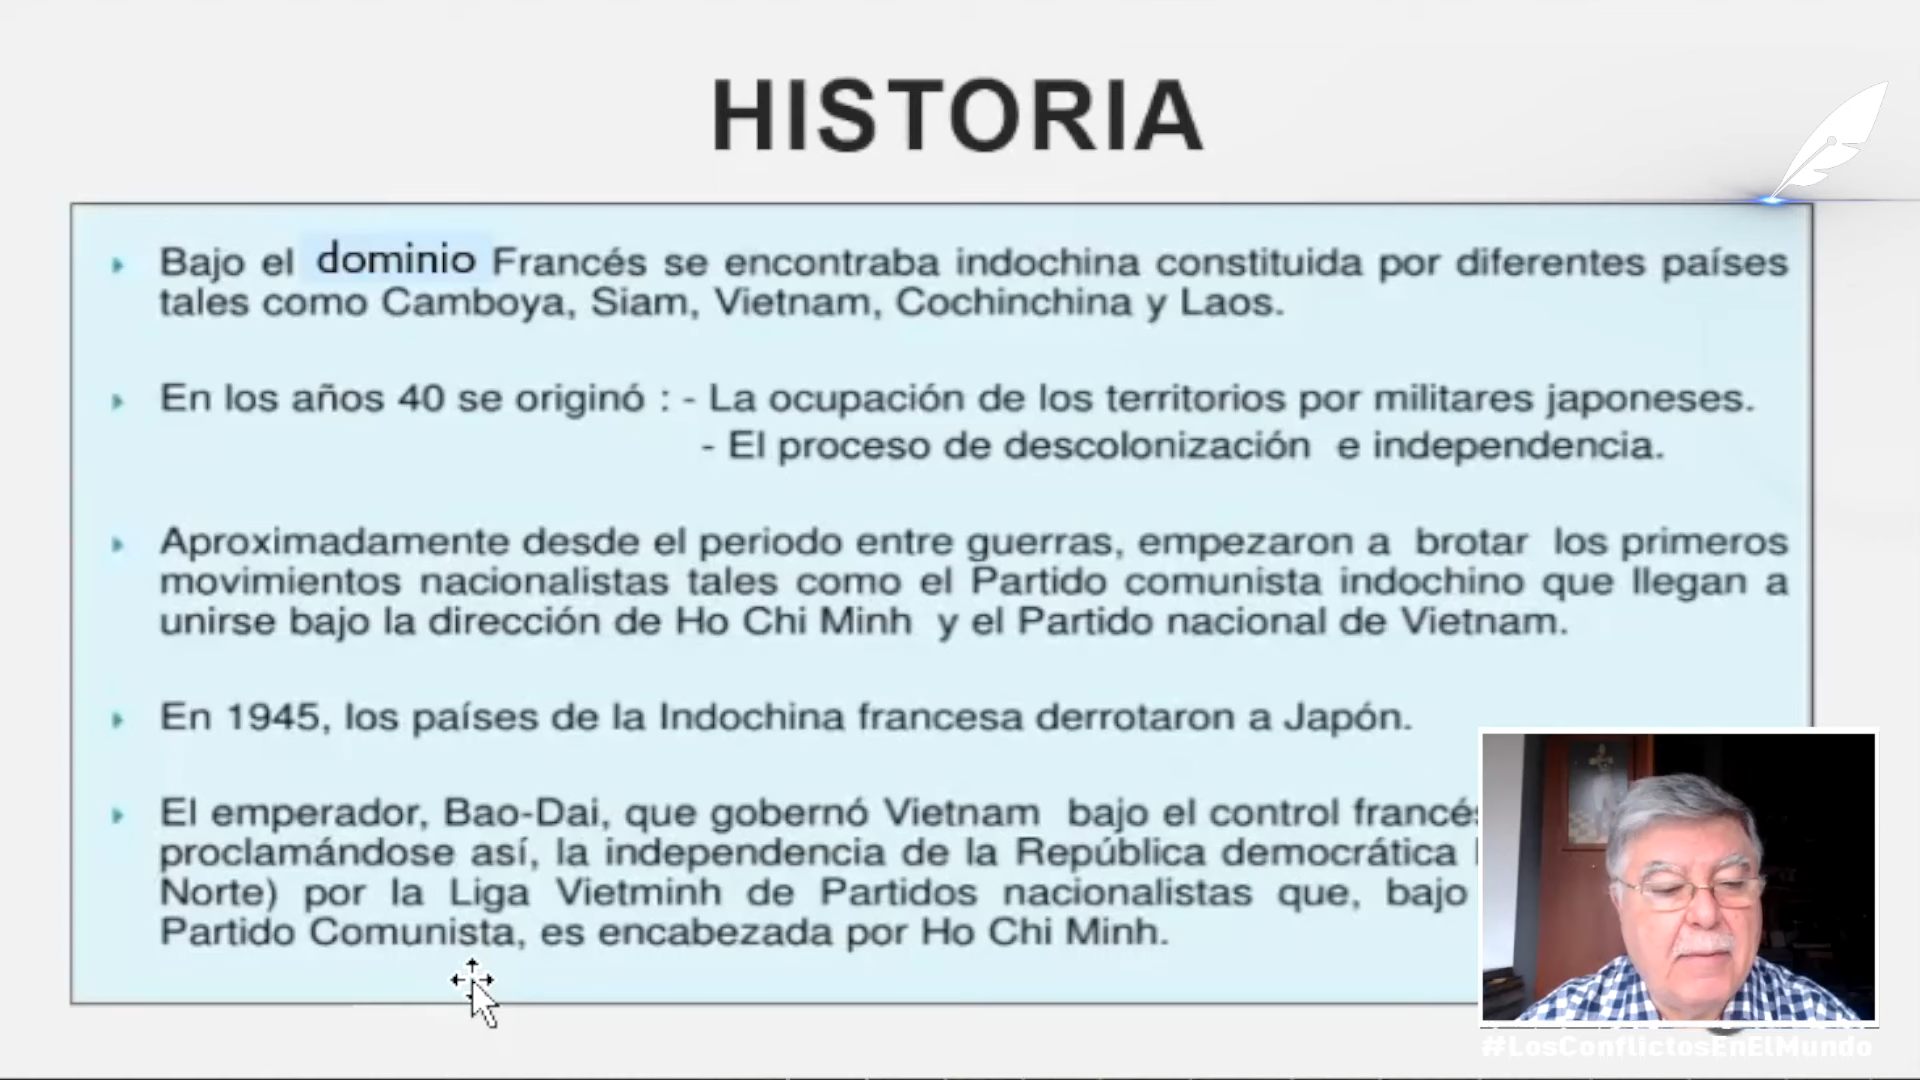 HISTORIA
Bajo el dominio Francés se encontraba indochina constituida por diferentes países
tales como Camboya, Siam, Vietnam, Cochinchina y Laos.
En los años 40 se originó : - La ocupación de los territorios por militares japoneses.
- El proceso de descolonización e independencia.
Aproximadamente desde el periodo entre guerras, empezaron a brotar los primeros
movimientos nacionalistas tales como el Partido comunista indochino que llegan a
unirse bajo la dirección de Ho Chi Minh y el Partido nacional de Vietnam.
En 1945, los países de la Indochina francesa derrotaron a Japón.
El emperador, Bao-Dai, que gobernó Vietnam bajo el control francés
proclamándose así, la independencia de la República democrática
Norte) por la Liga Vietminh de Partidos nacionalistas que, bajo
Partido Comunista, es encabezada por Ho Chi Minh.
#LosConflictosEnElMundo